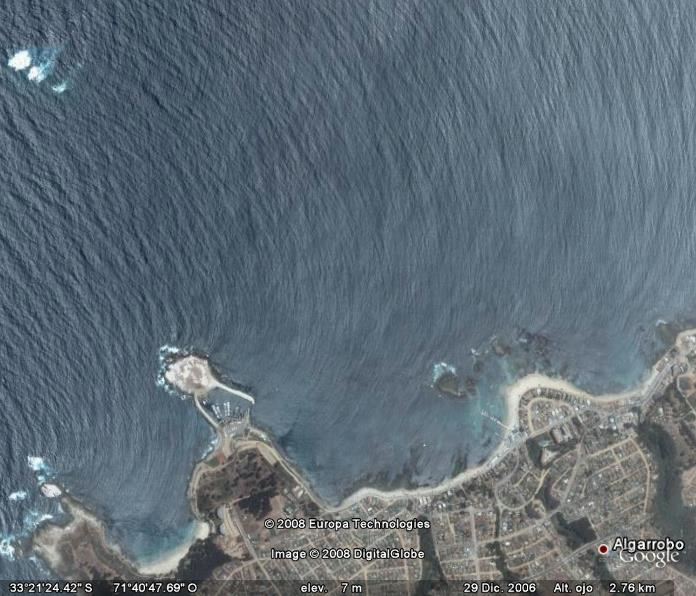 © 2008 Europa Technologies
Image © 2008 DigitalGlobe
Algarrobo
Google
33°21'24.42" S 71°40'47.69" O elev. 7 m 29 Dic. 2006 Alt. ojo 2.76 km